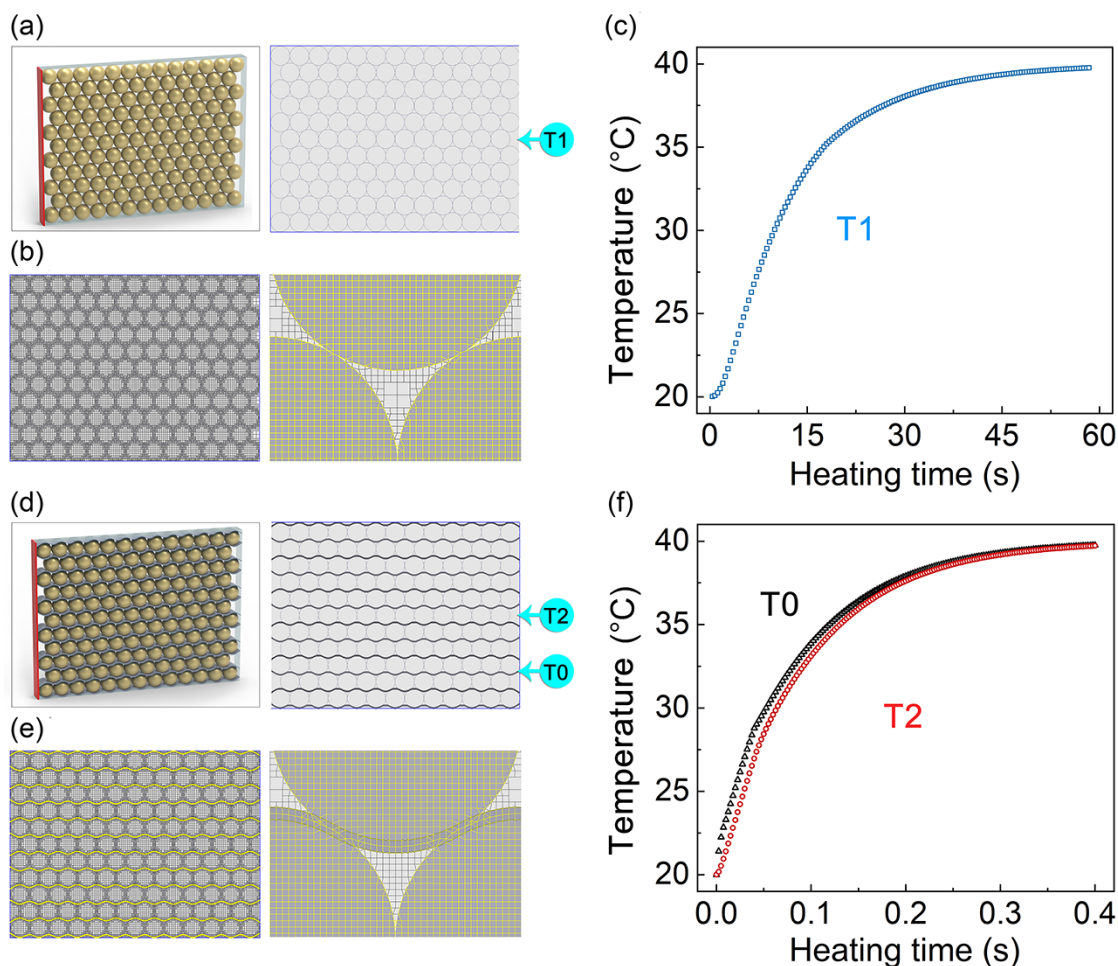 (a)
T1
(b)
(c)
Temperature (°C)
40
35
30
25
20
T1
0 15 30 45 60
Heating time (s)
(d)
T2
T0
(e)
(f)
Temperature (°C)
40
35
30
25
20
T0
T2
0.0 0.1 0.2 0.3 0.4
Heating time (s)